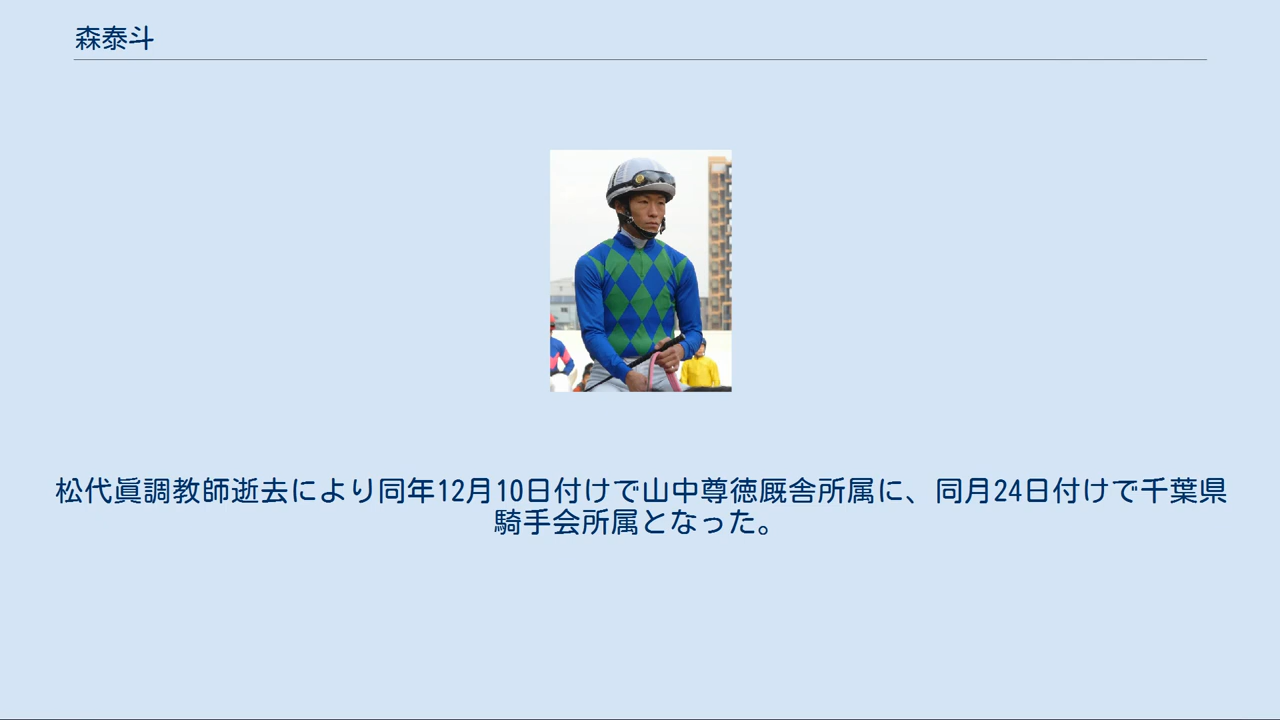 森泰斗
松代眞調教師逝去により同年12月10日付けで山中尊徳厩舎所属に、同月24日付けで千葉県
騎手会所属となった。